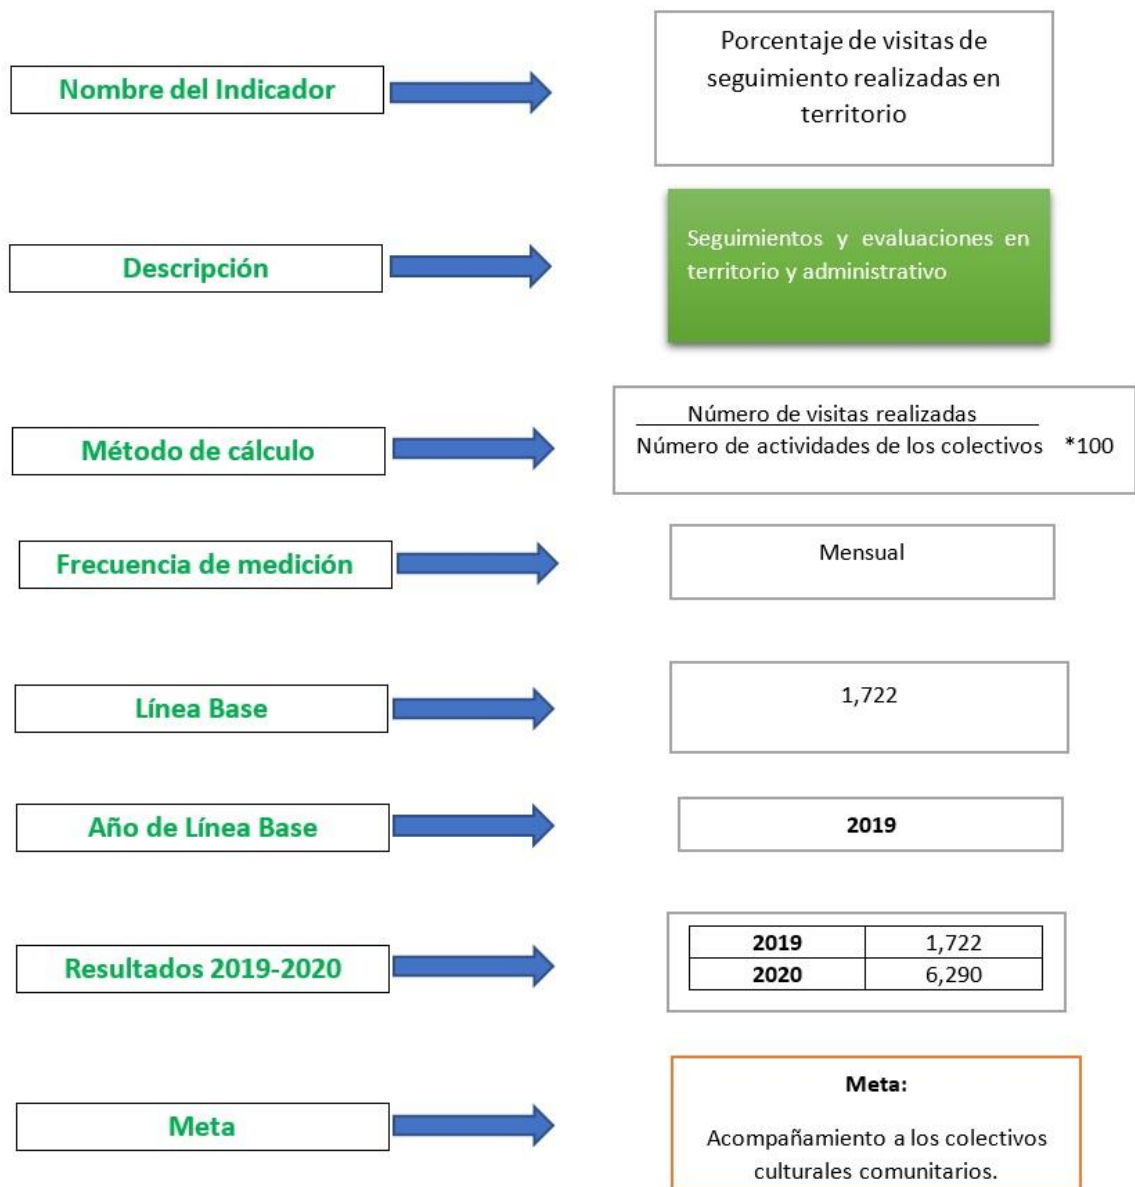 Nombre del Indicador
Porcentaje de visitas de
seguimiento realizadas en
territorio
Descripción
Seguimientos y evaluaciones en
territorio y administrativo
Método de cálculo
Número de visitas realizadas
Número de actividades de los colectivos *100
Frecuencia de medición
Mensual
Línea Base
1,722
Año de Línea Base
2019
Resultados 2019-2020
2019 1,722
2020 6,290
Meta
Meta:
Acompañamiento a los colectivos
culturales comunitarios.